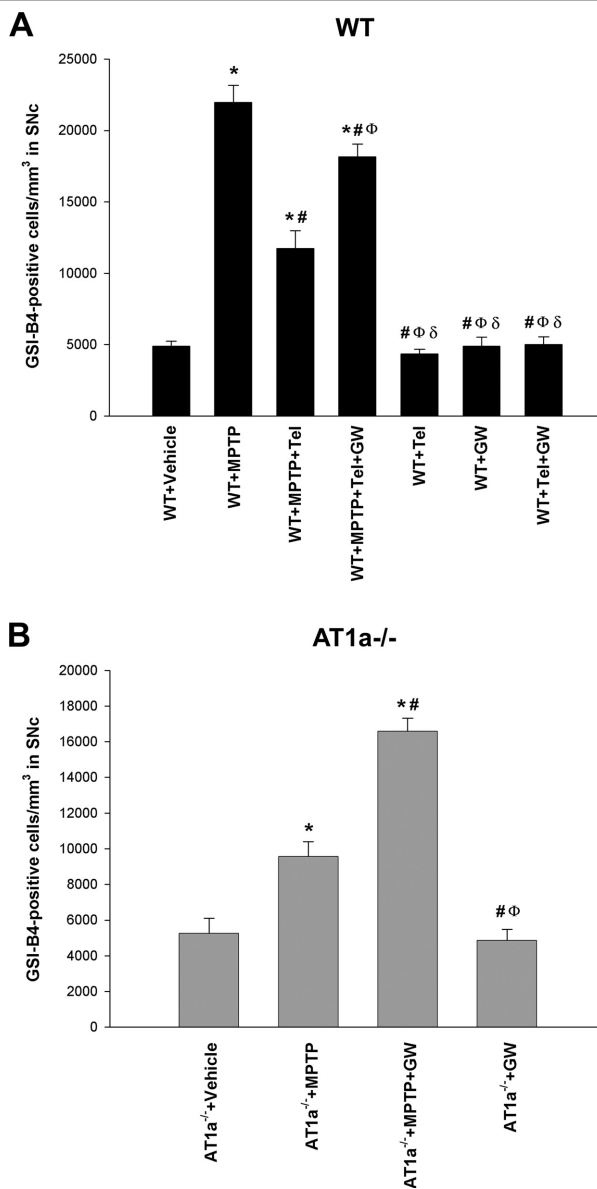 A
WT
GSI-B4-positive cells/mm³ in SNc
25000
20000
15000
10000
5000
0
*
*#
*#Φ
#Φδ
#Φδ
#Φδ
WT+Vehicle
WT+MPTP
WT+MPTP+Tel
WT+MPTP+Tel+GW
WT+Tel
WT+GW
WT+Tel+GW
B
AT1a-/-
GSI-B4-positive cells/mm³ in SNc
20000
18000
16000
14000
12000
10000
8000
6000
4000
2000
0
*
*#
#Φ
AT1a⁻/⁻+Vehicle
AT1a⁻/⁻+MPTP
AT1a⁻/⁻+MPTP+GW
AT1a⁻/⁻+GW